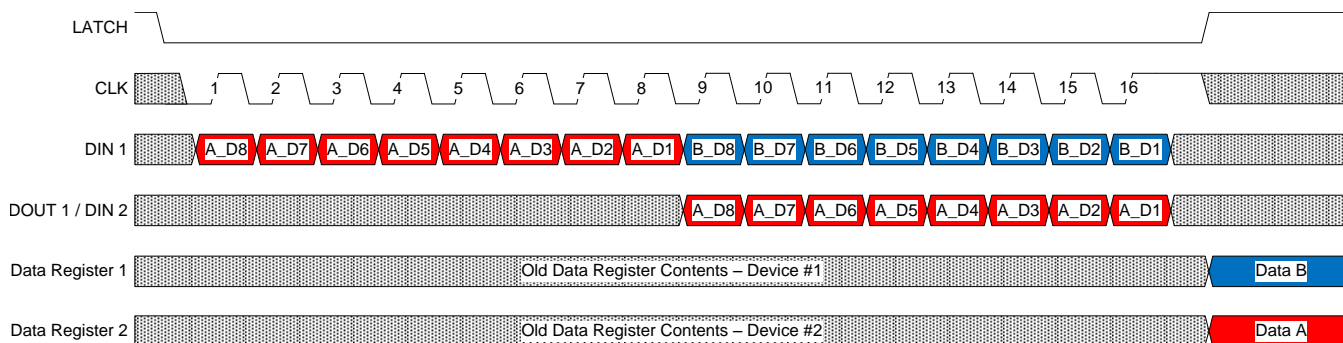 LATCH
CLK 1 2 3 4 5 6 7 8 9 10 11 12 13 14 15 16
DIN 1 A_D8 A_D7 A_D6 A_D5 A_D4 A_D3 A_D2 A_D1 B_D8 B_D7 B_D6 B_D5 B_D4 B_D3 B_D2 B_D1
DOUT 1 / DIN 2 A_D8 A_D7 A_D6 A_D5 A_D4 A_D3 A_D2 A_D1
Data Register 1 Old Data Register Contents – Device #1 Data B
Data Register 2 Old Data Register Contents – Device #2 Data A